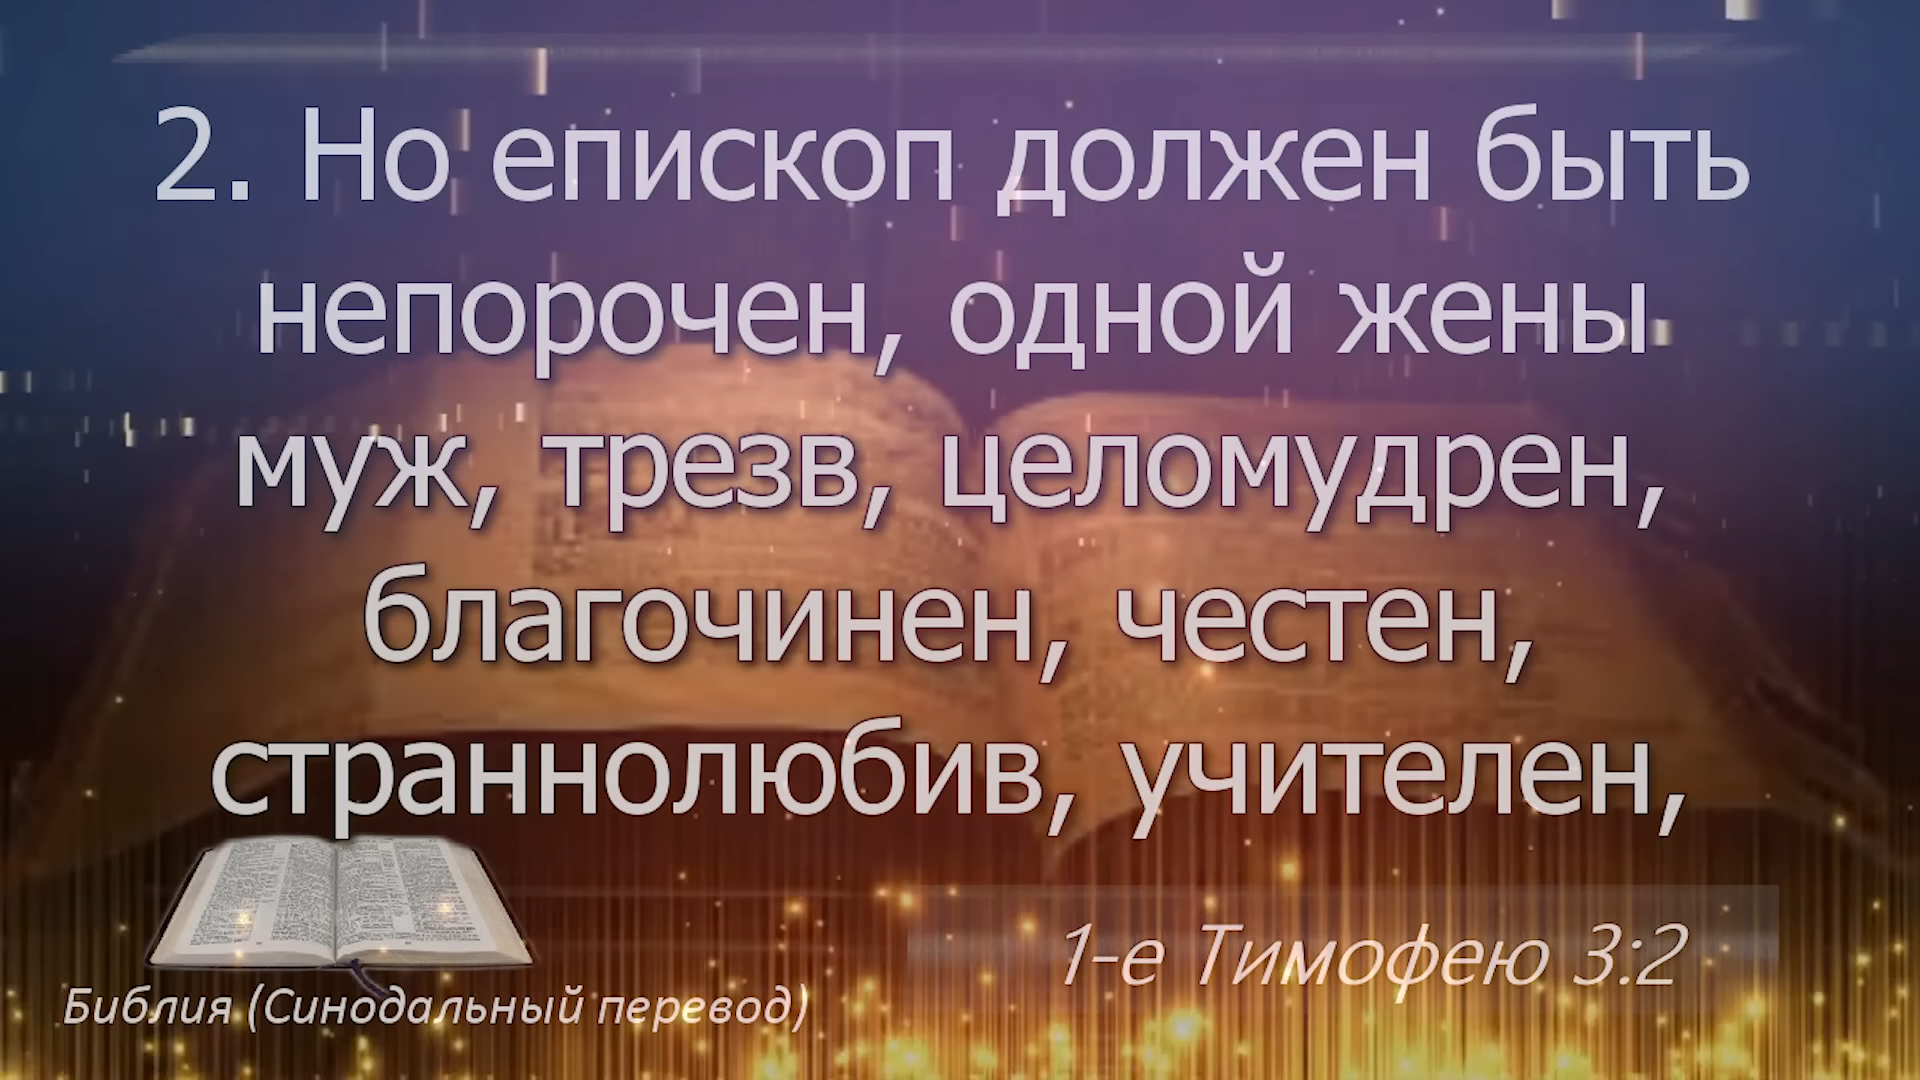 2. Но епископ должен быть
непорочен, одной жены
муж, трезв, целомудрен,
благочинен, честен,
страннолюбив, учителен,
1-е Тимофею 3:2
Библия (Синодальный перевод)